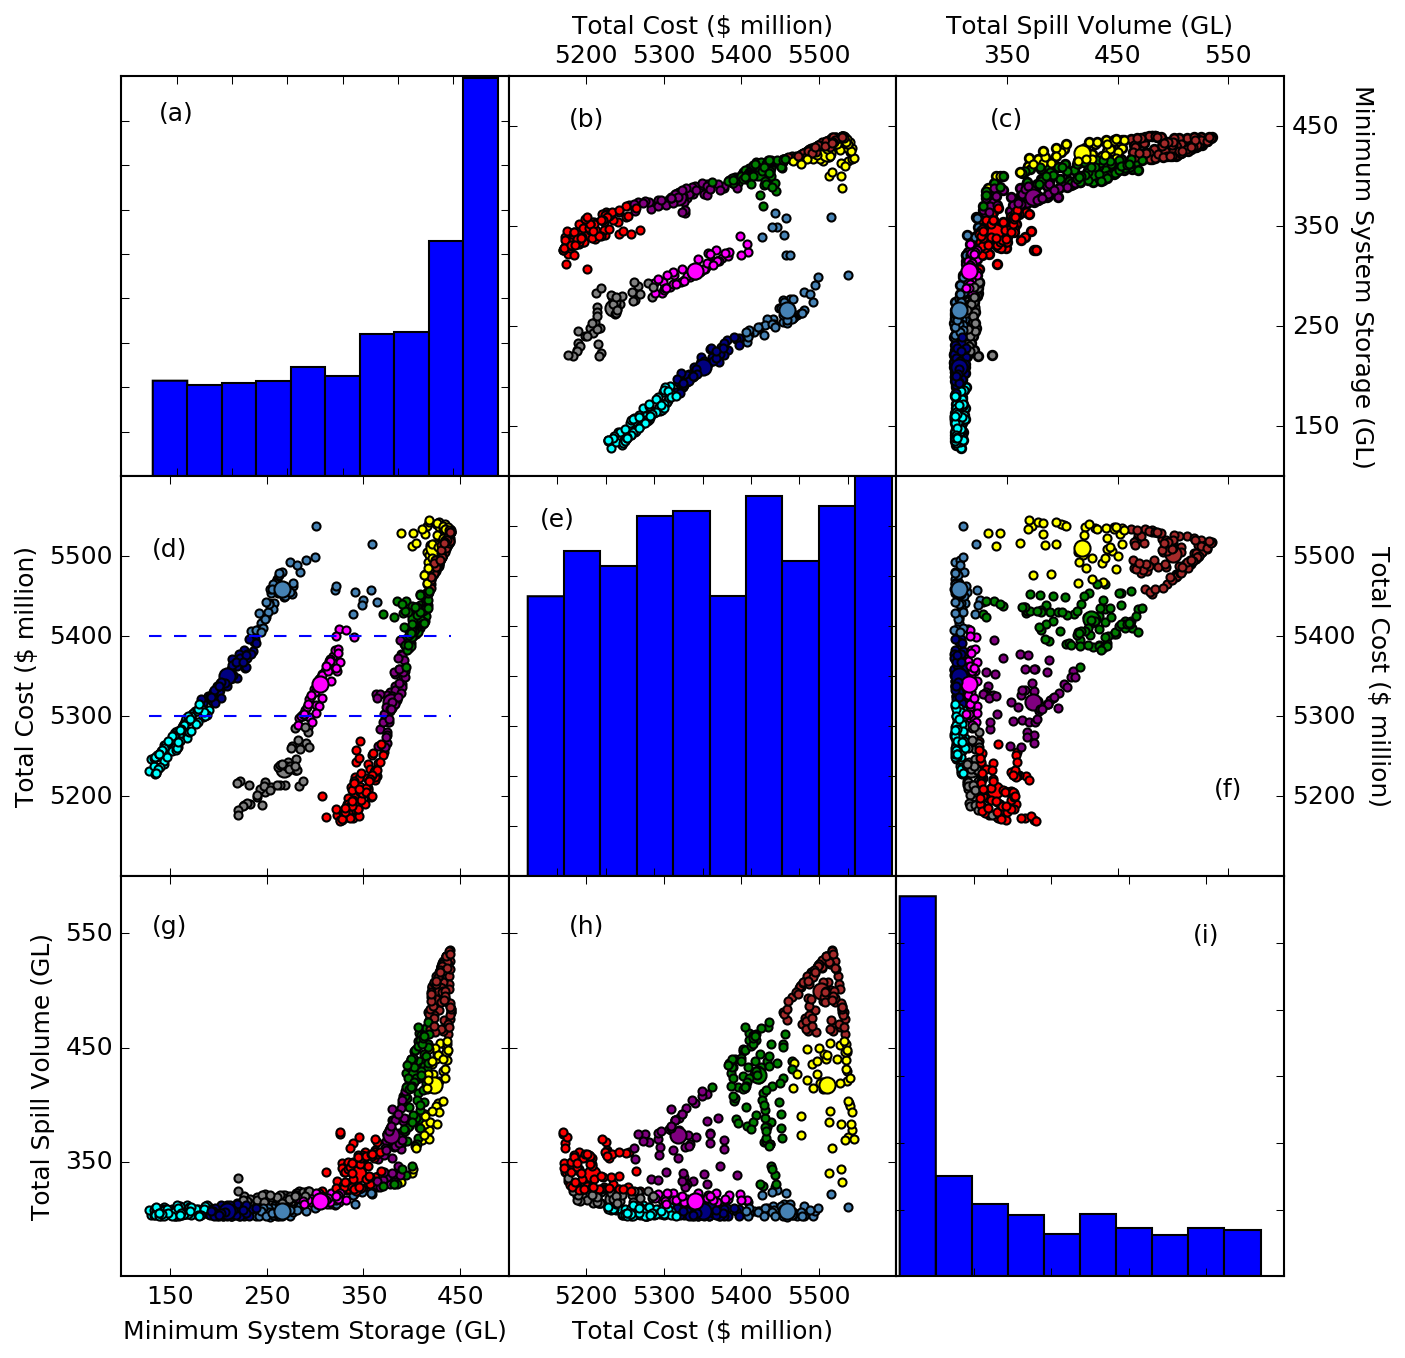 Total Cost ($ million)
Total Spill Volume (GL)
5200 5300 5400 5500
350 450 550
(a)
(b)
(c)
450
350
250
150
Minimum System Storage (GL)
(d)
(e)
(f)
5500
5400
5300
5200
Total Cost ($ million)
5500
5400
5300
5200
Total Cost ($ million)
(g)
(h)
(i)
550
450
350
Total Spill Volume (GL)
150 250 350 450
5200 5300 5400 5500
Minimum System Storage (GL)
Total Cost ($ million)